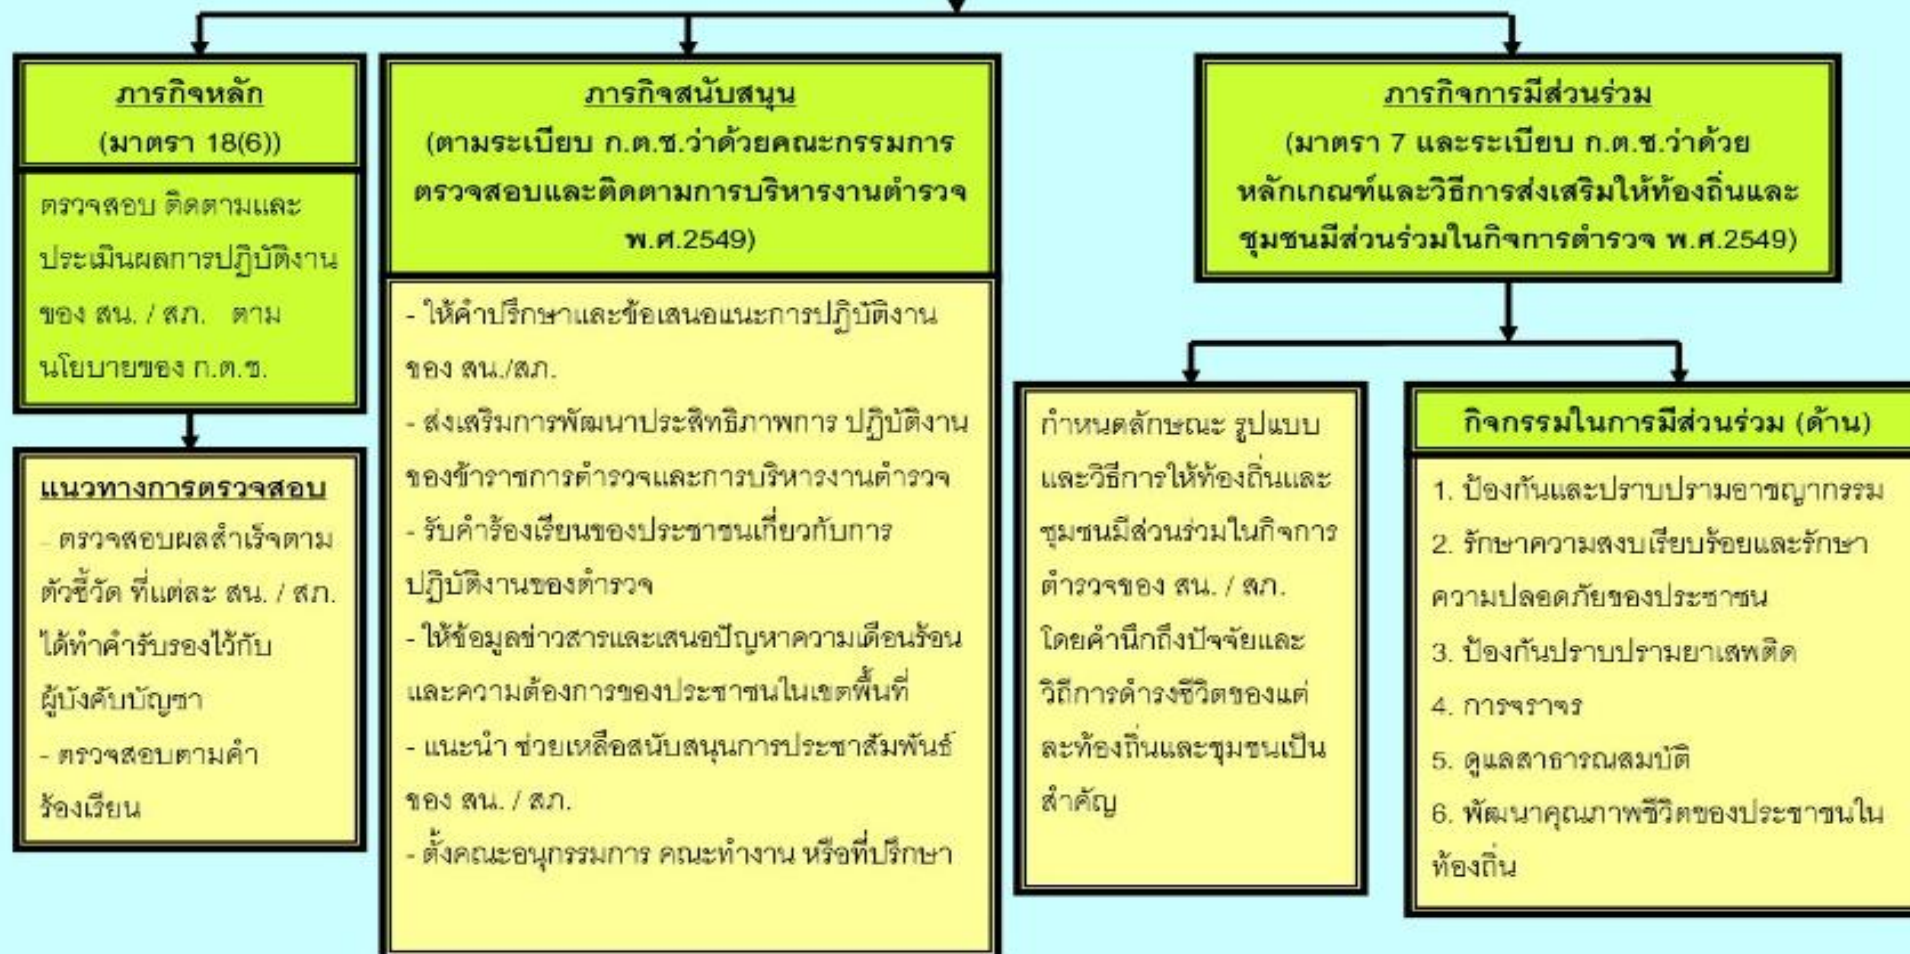 ภารกิจหลัก
(มาตรา 18(6))
ตรวจสอบ ติดตามและ
ประเมินผลการปฏิบัติงาน
ของ สน. / สภ. ตาม
นโยบายของ ก.ต.ช.
แนวทางการตรวจสอบ
- ตรวจสอบผลสำเร็จตาม
ตัวชี้วัด ที่แต่ละ สน. / สภ.
ได้ทำคำรับรองไว้กับ
ผู้บังคับบัญชา
- ตรวจสอบตามคำ
ร้องเรียน
ภารกิจสนับสนุน
(ตามระเบียบ ก.ต.ช.ว่าด้วยคณะกรรมการ
ตรวจสอบและติดตามการบริหารงานตำรวจ
พ.ศ.2549)
- ให้คำปรึกษาและข้อเสนอแนะการปฏิบัติงาน
ของ สน./สภ.
- ส่งเสริมการพัฒนาประสิทธิภาพการ ปฏิบัติงาน
ของข้าราชการตำรวจและการบริหารงานตำรวจ
- รับคำร้องเรียนของประชาชนเกี่ยวกับการ
ปฏิบัติงานของตำรวจ
- ให้ข้อมูลข่าวสารและเสนอปัญหาความเดือนร้อน
และความต้องการของประชาชนในเขตพื้นที่
- แนะนำ ช่วยเหลือสนับสนุนการประชาสัมพันธ์
ของ สน. / สภ.
- ตั้งคณะอนุกรรมการ คณะทำงาน หรือที่ปรึกษา
ภารกิจการมีส่วนร่วม
(มาตรา 7 และระเบียบ ก.ต.ช.ว่าด้วย
หลักเกณฑ์และวิธีการส่งเสริมให้ท้องถิ่นและ
ชุมชนมีส่วนร่วมในกิจการตำรวจ พ.ศ.2549)
กำหนดลักษณะ รูปแบบ
และวิธีการให้ท้องถิ่นและ
ชุมชนมีส่วนร่วมในกิจการ
ตำรวจของ สน. / สภ.
โดยคำนึกถึงปัจจัยและ
วิถีการดำรงชีวิตของแต่
ละท้องถิ่นและชุมชนเป็น
สำคัญ
กิจกรรมในการมีส่วนร่วม (ด้าน)
1. ป้องกันและปราบปรามอาชญากรรม
2. รักษาความสงบเรียบร้อยและรักษา
ความปลอดภัยของประชาชน
3. ป้องกันปราบปรามยาเสพติด
4. การจราจร
5. ดูแลสาธารณสมบัติ
6. พัฒนาคุณภาพชีวิตของประชาชนใน
ท้องถิ่น